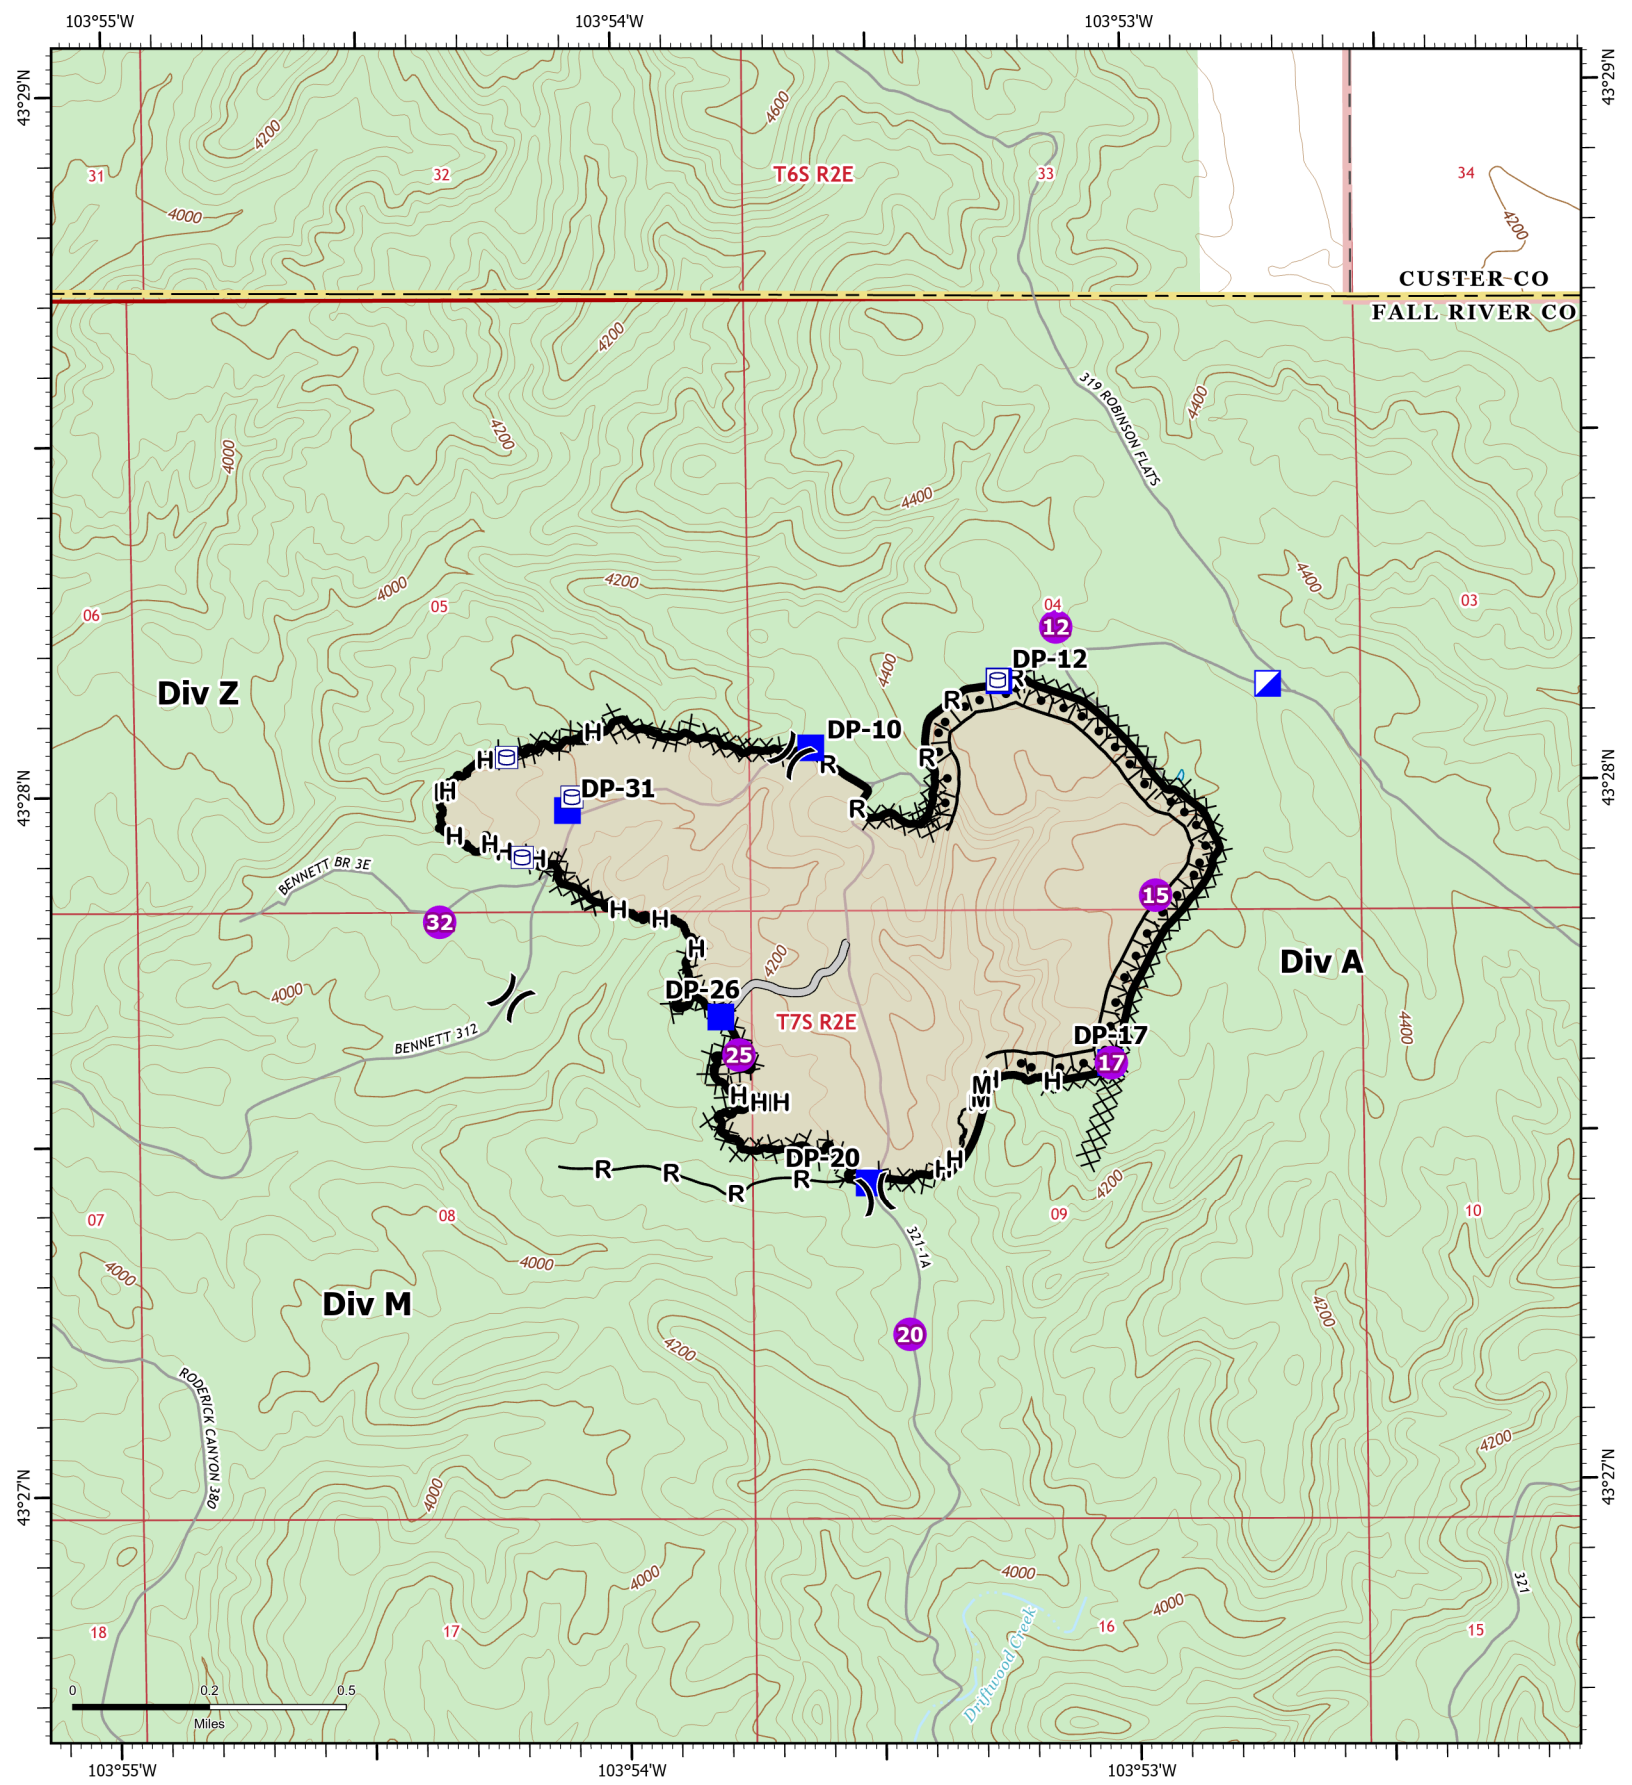 103°55'W
103°54'W
103°53'W
43°29'N
43°29'N
4600
4200
31
32
T6S R2E
33
34
4000
4200
CUSTER CO
FALL RIVER CO
4200
319 ROBINSON FLATS
4400
4200
4000
4400
4200
4000
4400
06
05
04
03
12
DP-12
4400
R
Div Z
R
H
DP-10
H
R
R
43°28'N
43°28'N
H
DP-31
R
H
H
H
H
BENNETT BR 3E
15
32
H
H
H
Div A
4200
DP-26
4000
T7S R2E
4400
BENNETT 312
DP-17
25
17
H
H
M
M
H
H
H
H
DP-20
H
H
R
R
R
R
4200
07
08
09
10
321-1A
4000
4000
Div M
4200
20
4200
RODERICK CANYON 380
4200
43°27'N
43°27'N
4000
4000
4000
4000
321
18
17
16
15
Driftwood Creek
0
0.2
0.5
Miles
103°55'W
103°54'W
103°53'W